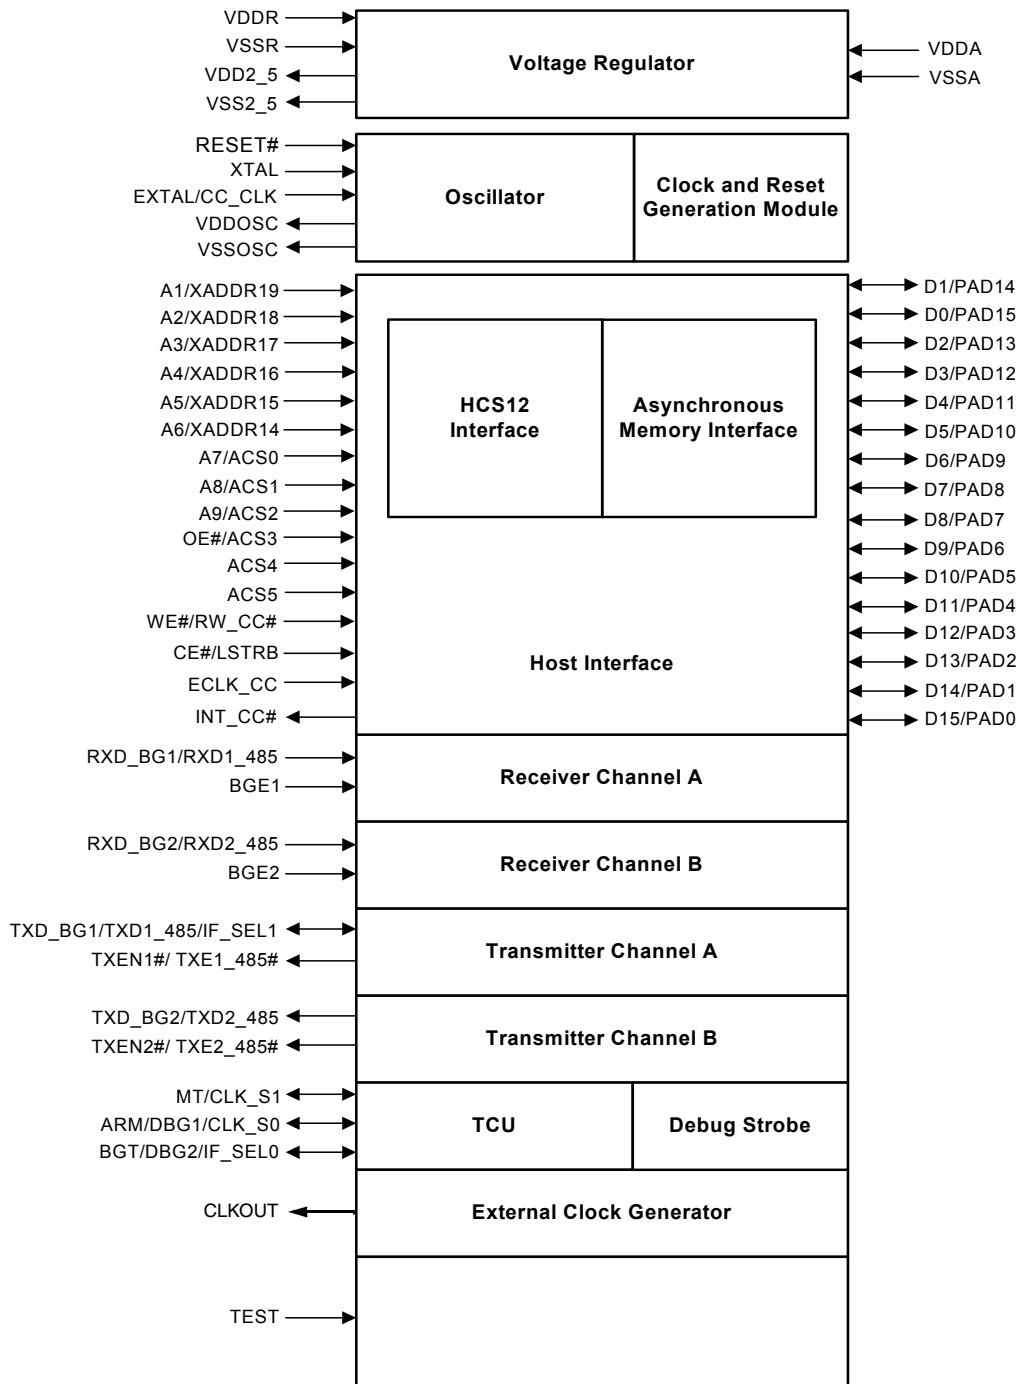 VDDR
VSSR
VDD2_5
VSS2_5
Voltage Regulator
VDDA
VSSA
RESET#
XTAL
EXTAL/CC_CLK
VDDOSC
VSSOSC
Oscillator
Clock and Reset
Generation Module
A1/XADDR19
A2/XADDR18
A3/XADDR17
A4/XADDR16
A5/XADDR15
A6/XADDR14
A7/ACS0
A8/ACS1
A9/ACS2
OE#/ACS3
ACS4
ACS5
WE#/RW_CC#
CE#/LSTRB
ECLK_CC
INT_CC#
HCS12
Interface
Asynchronous
Memory Interface
Host Interface
D1/PAD14
D0/PAD15
D2/PAD13
D3/PAD12
D4/PAD11
D5/PAD10
D6/PAD9
D7/PAD8
D8/PAD7
D9/PAD6
D10/PAD5
D11/PAD4
D12/PAD3
D13/PAD2
D14/PAD1
D15/PAD0
RXD_BG1/RXD1_485
BGE1
Receiver Channel A
RXD_BG2/RXD2_485
BGE2
Receiver Channel B
TXD_BG1/TXD1_485/IF_SEL1
TXEN1#/ TXE1_485#
Transmitter Channel A
TXD_BG2/TXD2_485
TXEN2#/ TXE2_485#
Transmitter Channel B
MT/CLK_S1
ARM/DBG1/CLK_S0
BGT/DBG2/IF_SEL0
TCU
Debug Strobe
CLKOUT
External Clock Generator
TEST